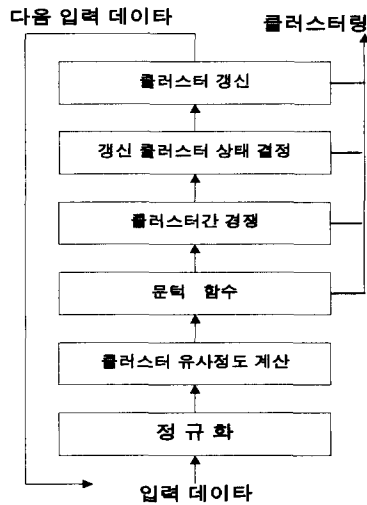 다음 입력 데이타
클러스터링
클러스터 갱신
갱신 클러스터 상태 결정
클러스터간 경쟁
문턱 함수
클러스터 유사정도 계산
정 규 화
입력 데이타